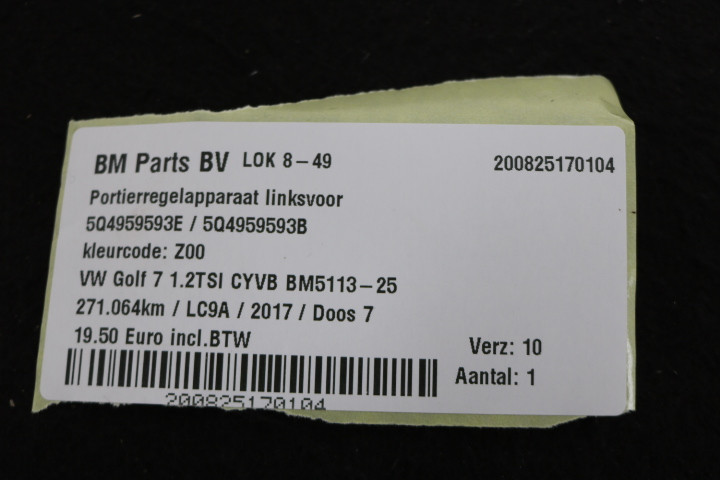 BM Parts BV LOK 8-49 200825170104
Portierregelapparaat linksvoor
5Q4959593E / 5Q4959593B
kleurcode: Z00
VW Golf 7 1.2TSI CYVB BM5113-25
271.064km / LC9A / 2017 / Doos 7
19.50 Euro incl.BTW Verz: 10
Aantal: 1
200825170104